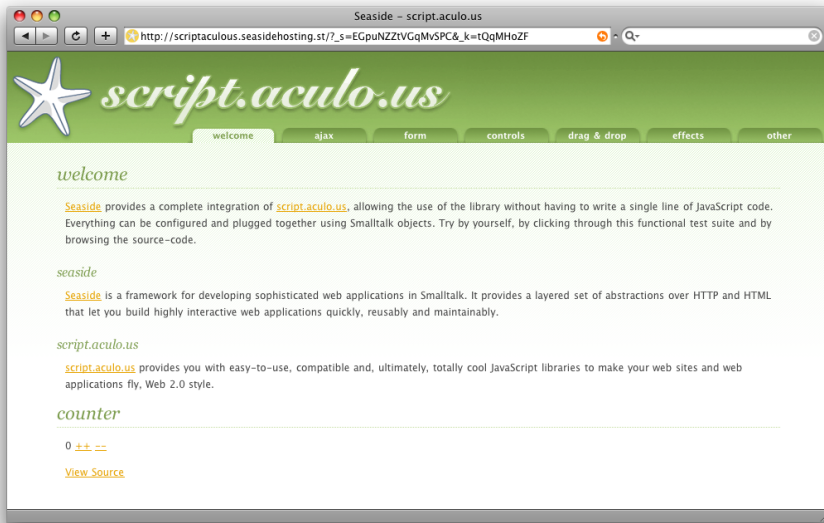 Seaside – script.aculo.us
http://scriptaculous.seasidehosting.st/?_s=EGpuNZZtVGqMvSPC&_k=tQqMHoZF
script.aculo.us
welcome ajax form controls drag & drop effects other
welcome
Seaside provides a complete integration of script.aculo.us, allowing the use of the library without having to write a single line of JavaScript code.
Everything can be configured and plugged together using Smalltalk objects. Try by yourself, by clicking through this functional test suite and by
browsing the source-code.
seaside
Seaside is a framework for developing sophisticated web applications in Smalltalk. It provides a layered set of abstractions over HTTP and HTML
that let you build highly interactive web applications quickly, reusably and maintainably.
script.aculo.us
script.aculo.us provides you with easy-to-use, compatible and, ultimately, totally cool JavaScript libraries to make your web sites and web
applications fly, Web 2.0 style.
counter
0 ++ --
View Source